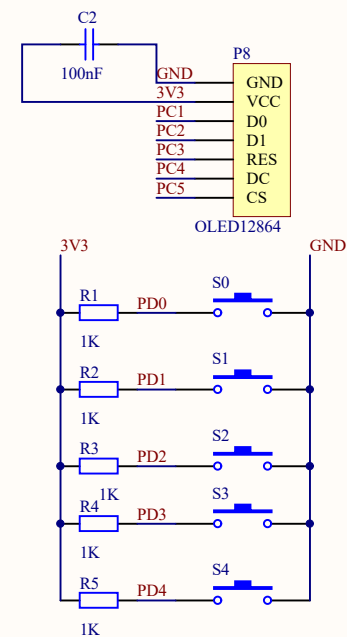 C2
100nF
P8
GND GND
3V3 VCC
PC1 D0
PC2 D1
PC3 RES
PC4 DC
PC5 CS
OLED12864
3V3 GND
R1 PD0 S0
1K
R2 PD1 S1
1K
R3 PD2 S2
1K
R4 PD3 S3
1K
R5 PD4 S4
1K